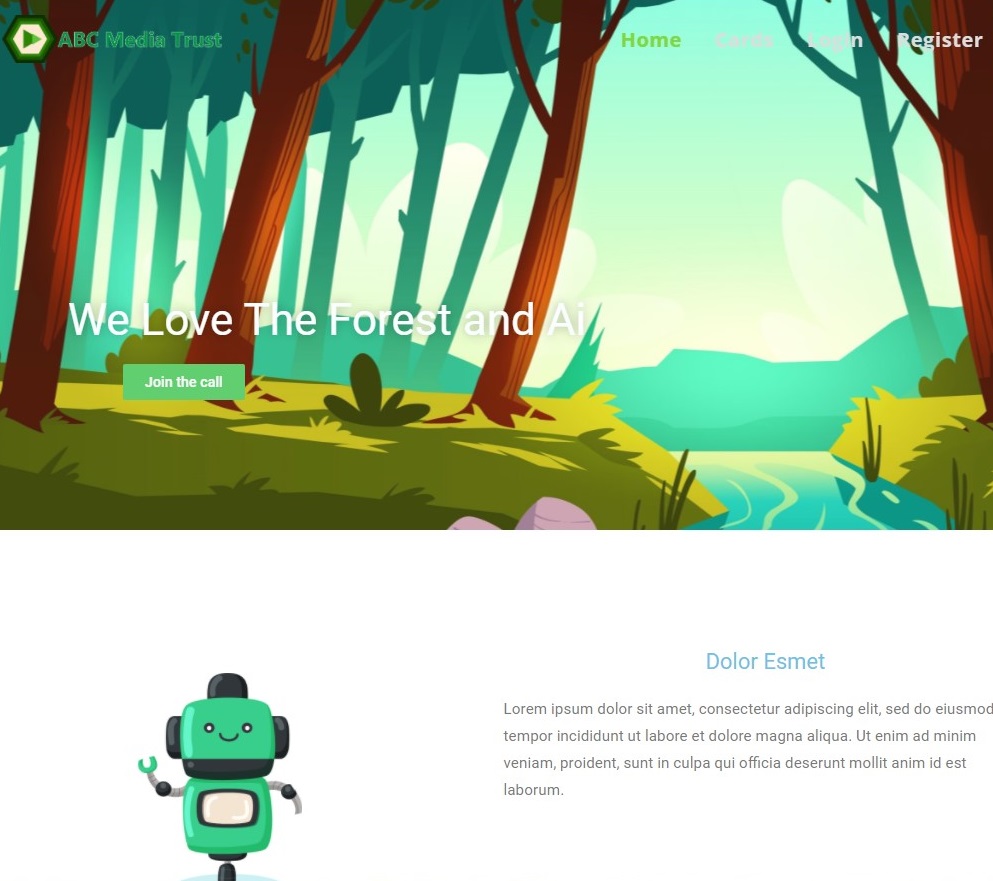 ABC Media Trust
Home Cards Login Register
We Love The Forest and Ai
Join the call
Dolor Esmet
Lorem ipsum dolor sit amet, consectetur adipiscing elit, sed do eiusmod
tempor incididunt ut labore et dolore magna aliqua. Ut enim ad minim
veniam, proident, sunt in culpa qui officia deserunt mollit anim id est
laborum.